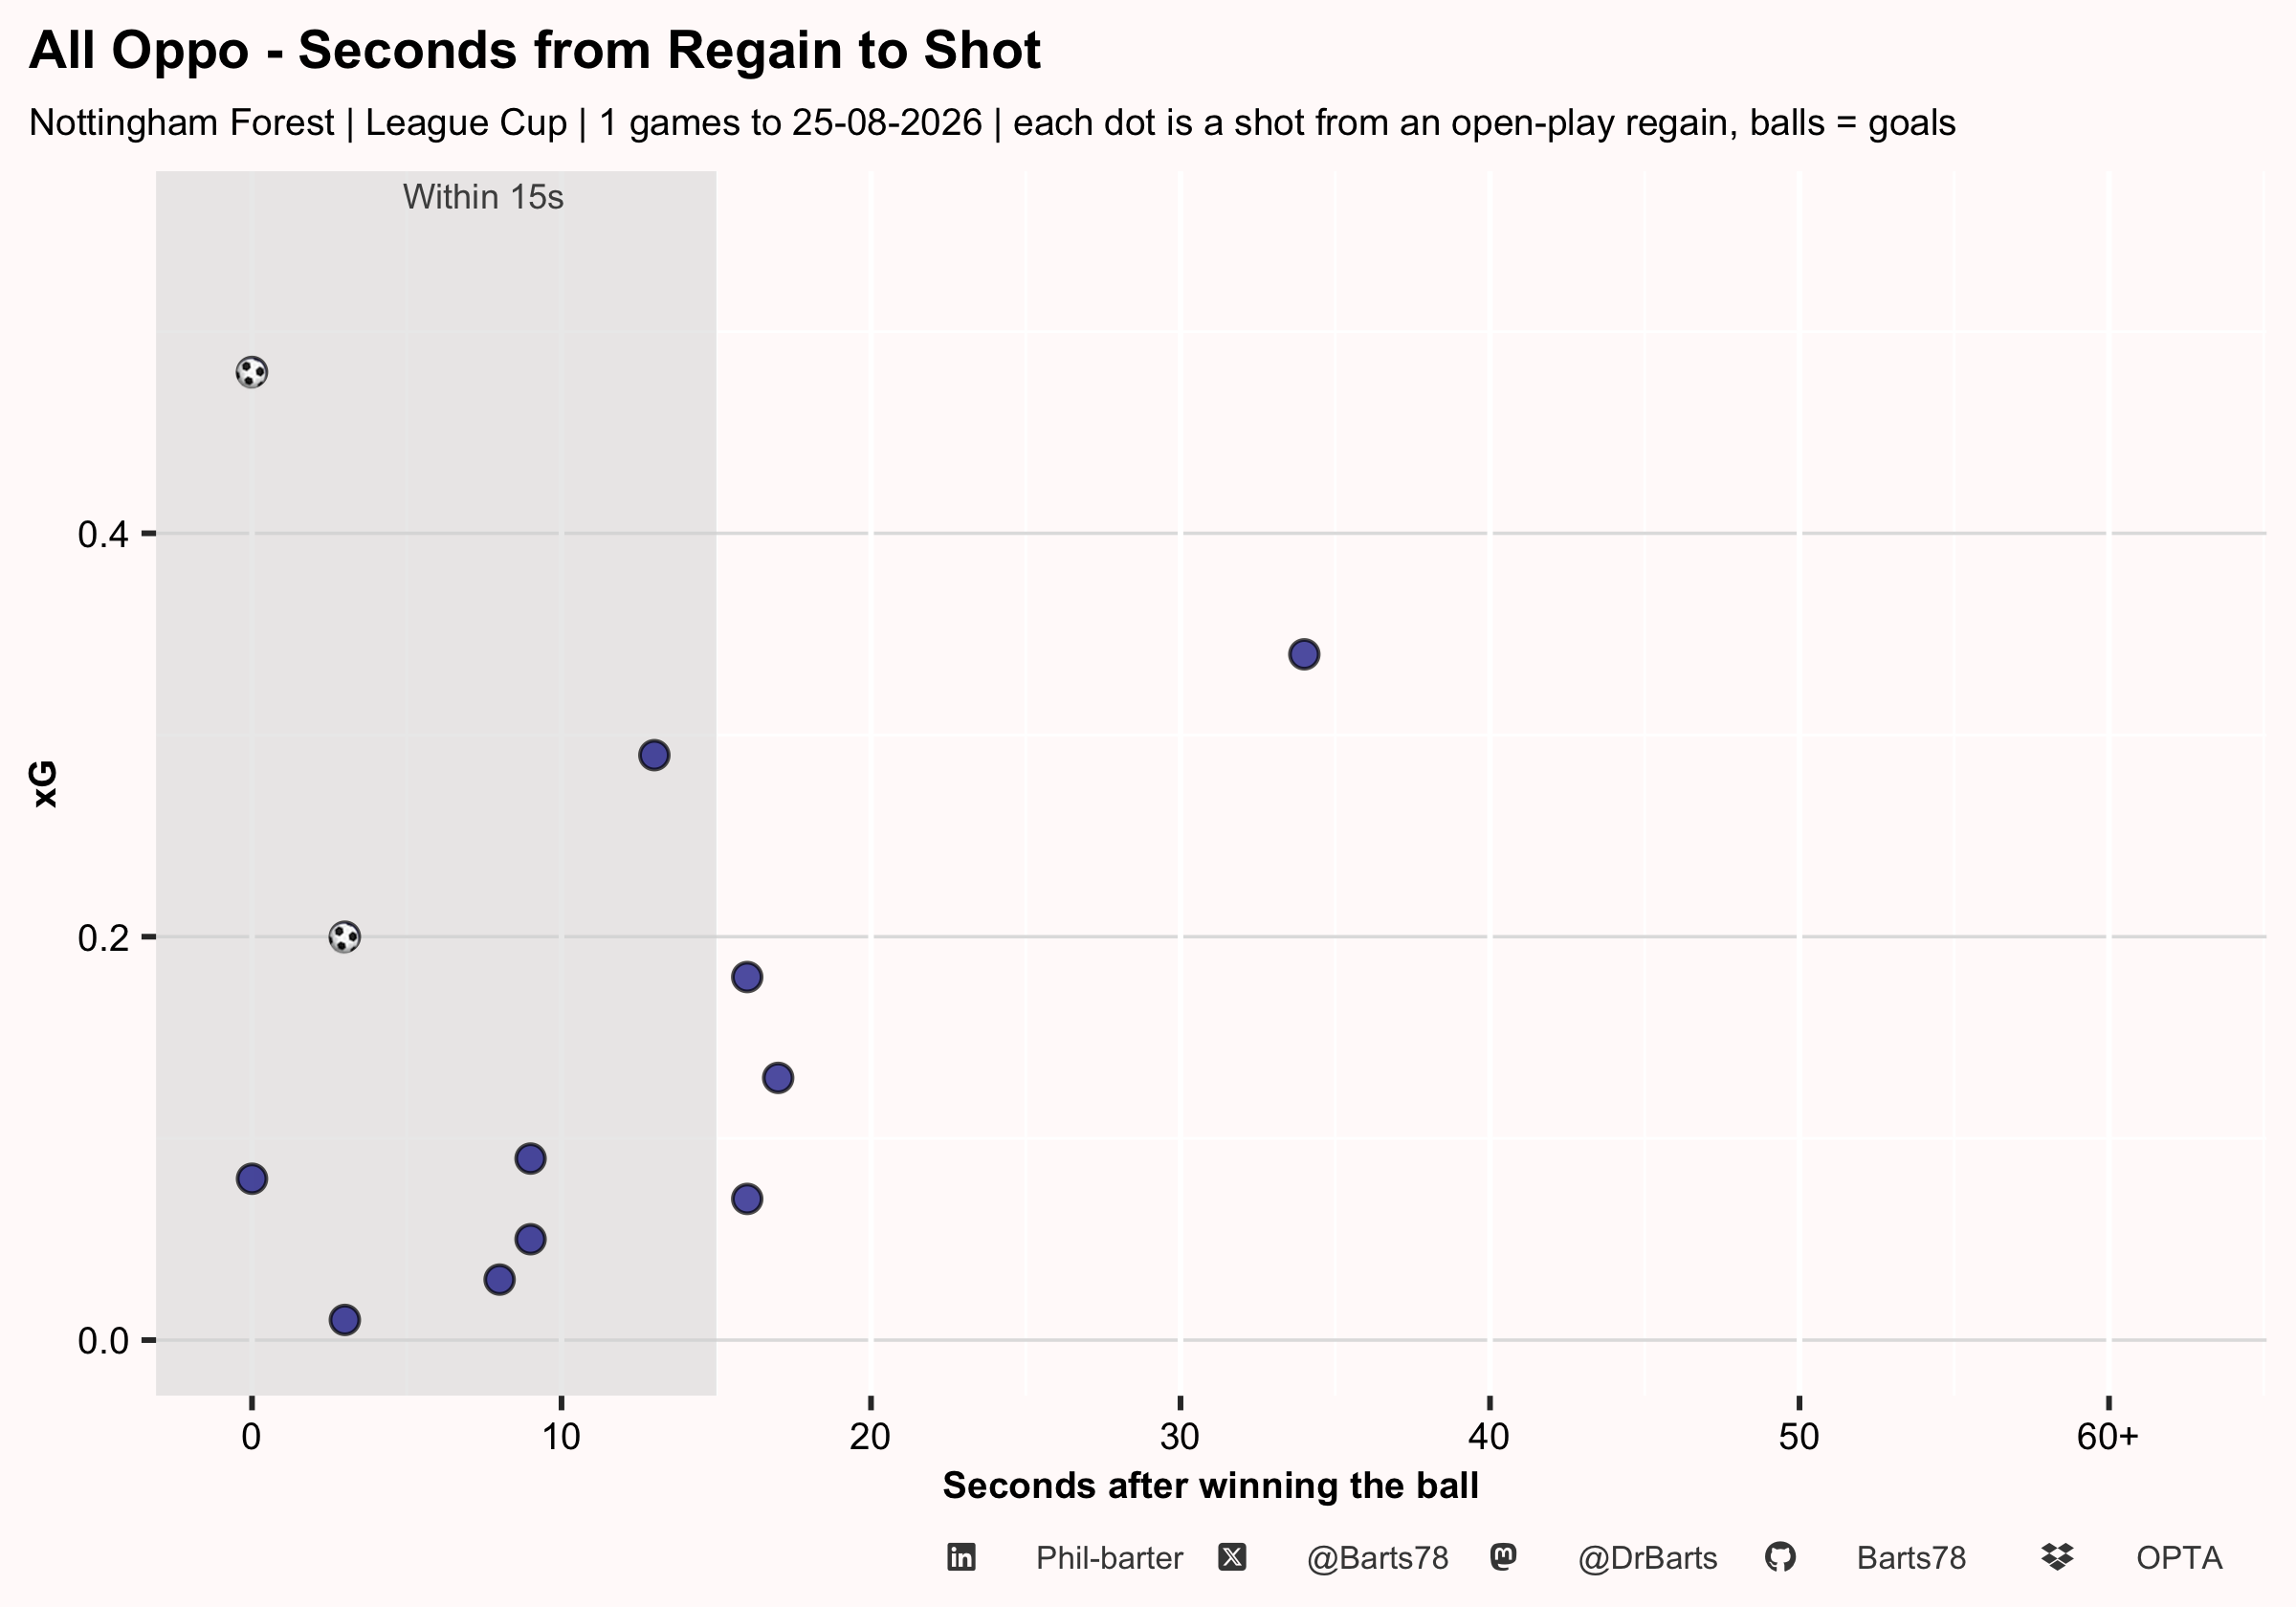 All Oppo - Seconds from Regain to Shot
Nottingham Forest | League Cup | 1 games to 25-08-2026 | each dot is a shot from an open-play regain, balls = goals
Within 15s
0.4
0.2
0.0
xG
0 10 20 30 40 50 60+
Seconds after winning the ball
Phil-barter @Barts78 @DrBarts Barts78 OPTA